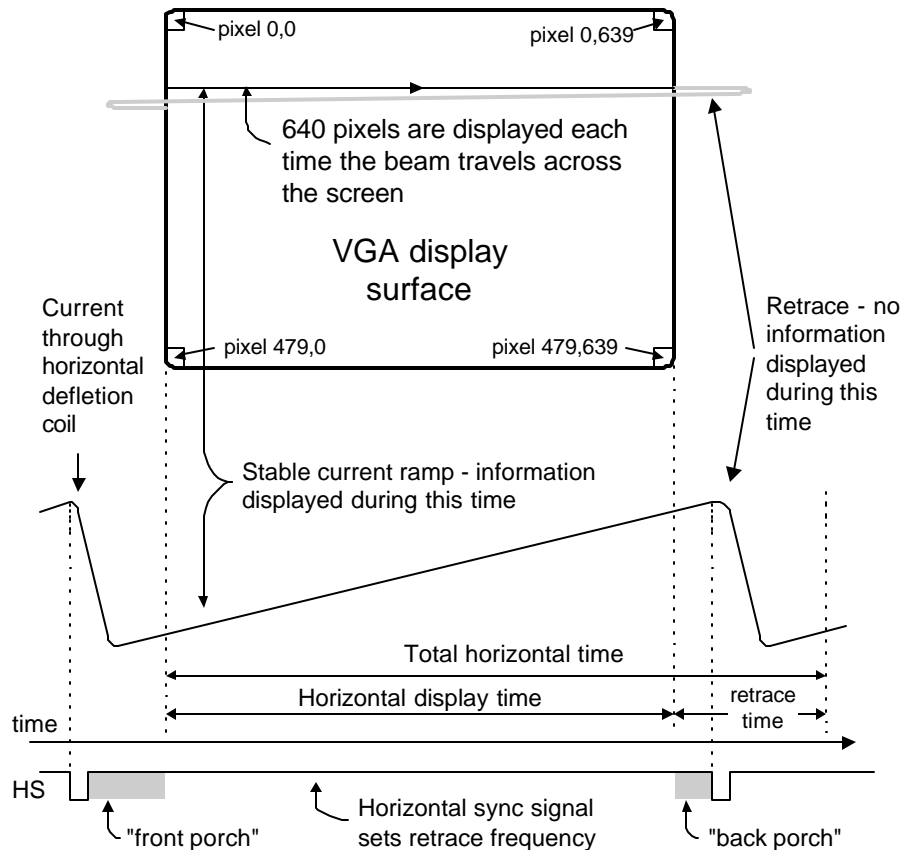 pixel 0,0
pixel 0,639
640 pixels are displayed each
time the beam travels across
the screen
VGA display
surface
Current
through
horizontal
defletion
coil
Retrace - no
information
displayed
during this
time
pixel 479,0
pixel 479,639
Stable current ramp - information
displayed during this time
Total horizontal time
Horizontal display time
retrace
time
time
HS
"front porch"
Horizontal sync signal
sets retrace frequency
"back porch"